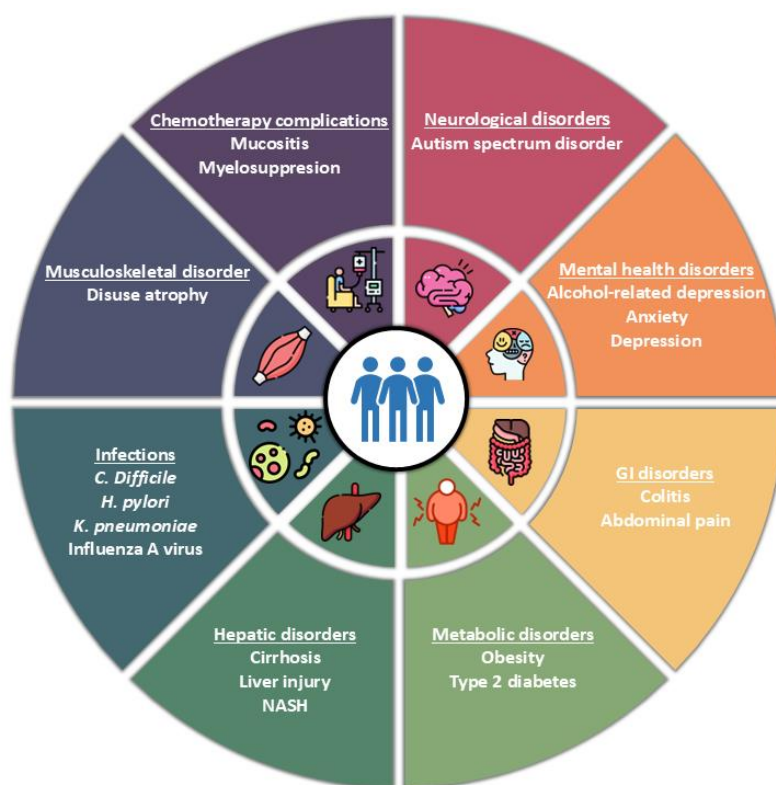 Chemotherapy complications
Mucositis
Myelosuppresion
Neurological disorders
Autism spectrum disorder
Mental health disorders
Alcohol-related depression
Anxiety
Depression
GI disorders
Colitis
Abdominal pain
Metabolic disorders
Obesity
Type 2 diabetes
Hepatic disorders
Cirrhosis
Liver injury
NASH
Infections
C. Difficile
H. pylori
K. pneumoniae
Influenza A virus
Musculoskeletal disorder
Disuse atrophy